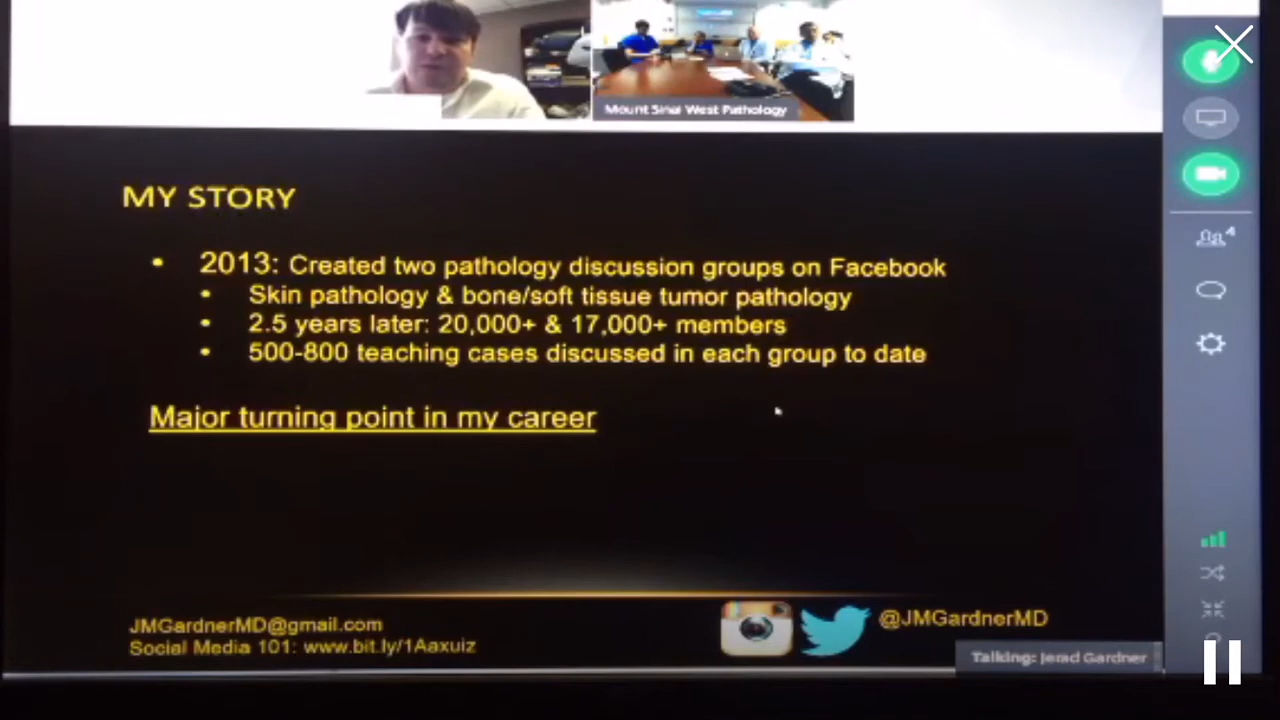 Mount Sinai West Pathology
4
MY STORY
• 2013: Created two pathology discussion groups on Facebook
• Skin pathology & bone/soft tissue tumor pathology
• 2.5 years later: 20,000+ & 17,000+ members
• 500-800 teaching cases discussed in each group to date
Major turning point in my career
JMGardnerMD@gmail.com
Social Media 101: www.bit.ly/1Aaxuiz
@JMGardnerMD
Talking: Jerad Gardner